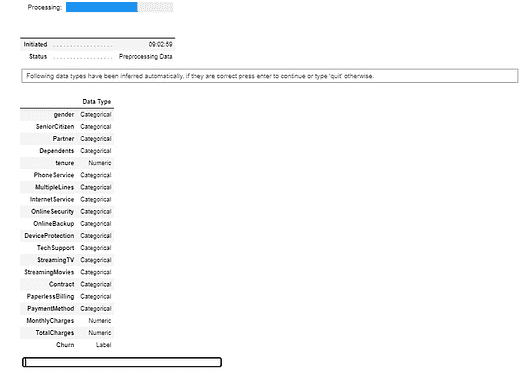 Processing:
Initiated . . . . . . . . . . . . . . . . . . 09:02:59
Status . . . . . . . . . . . . . . . . . . Preprocessing Data
Following data types have been inferred automatically, if they are correct press enter to continue or type 'quit' otherwise.
Data Type
gender Categorical
SeniorCitizen Categorical
Partner Categorical
Dependents Categorical
tenure Numeric
PhoneService Categorical
MultipleLines Categorical
InternetService Categorical
OnlineSecurity Categorical
OnlineBackup Categorical
DeviceProtection Categorical
TechSupport Categorical
StreamingTV Categorical
StreamingMovies Categorical
Contract Categorical
PaperlessBilling Categorical
PaymentMethod Categorical
MonthlyCharges Numeric
TotalCharges Numeric
Churn Label